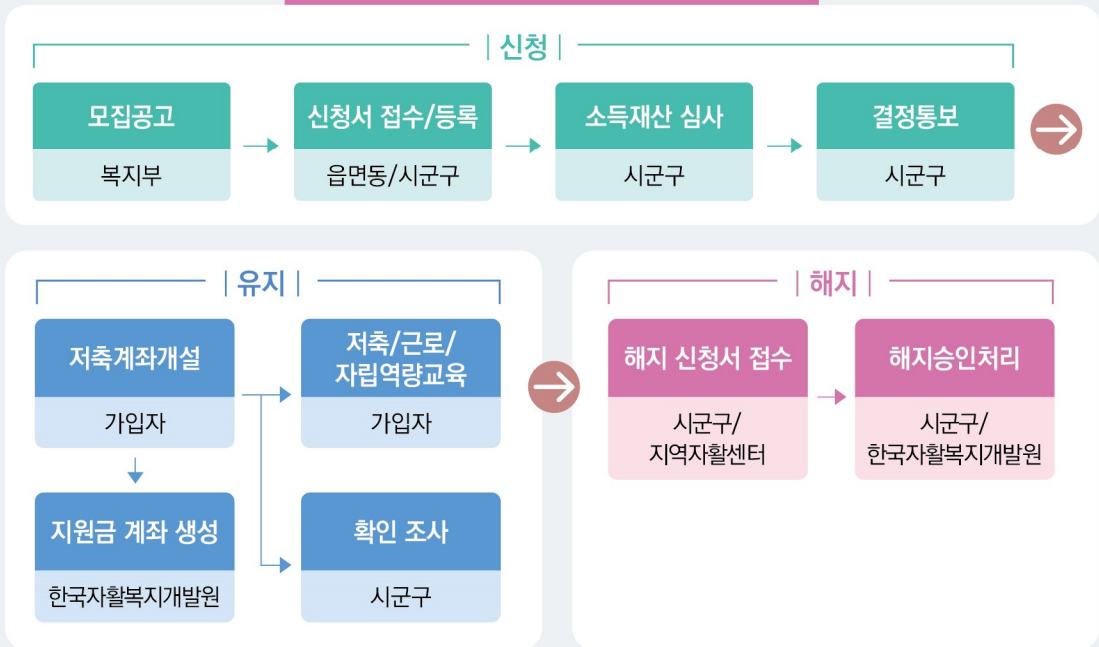 | 신청 |
모집공고
복지부
신청서 접수/등록
읍면동/시군구
소득재산 심사
시군구
결정통보
시군구
| 유지 |
저축계좌개설
가입자
저축/근로/
자립역량교육
가입자
지원금 계좌 생성
한국자활복지개발원
확인 조사
시군구
| 해지 |
해지 신청서 접수
시군구/
지역자활센터
해지승인처리
시군구/
한국자활복지개발원